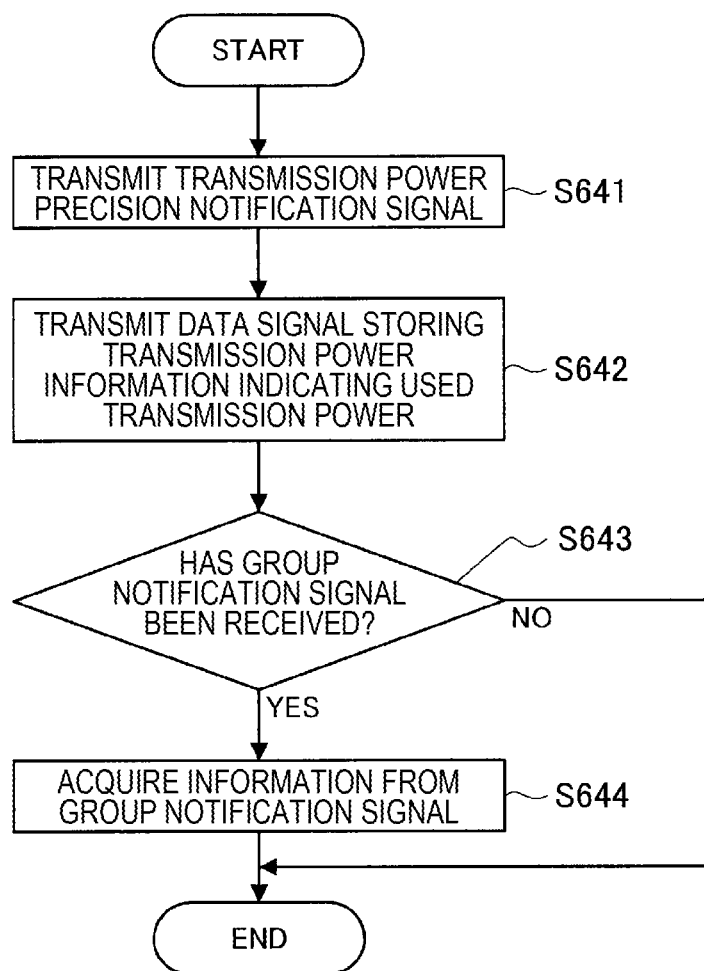 START
TRANSMIT TRANSMISSION POWER
PRECISION NOTIFICATION SIGNAL
S641
TRANSMIT DATA SIGNAL STORING
TRANSMISSION POWER
INFORMATION INDICATING USED
TRANSMISSION POWER
S642
HAS GROUP
NOTIFICATION SIGNAL
BEEN RECEIVED?
S643
NO
YES
ACQUIRE INFORMATION FROM
GROUP NOTIFICATION SIGNAL
S644
END